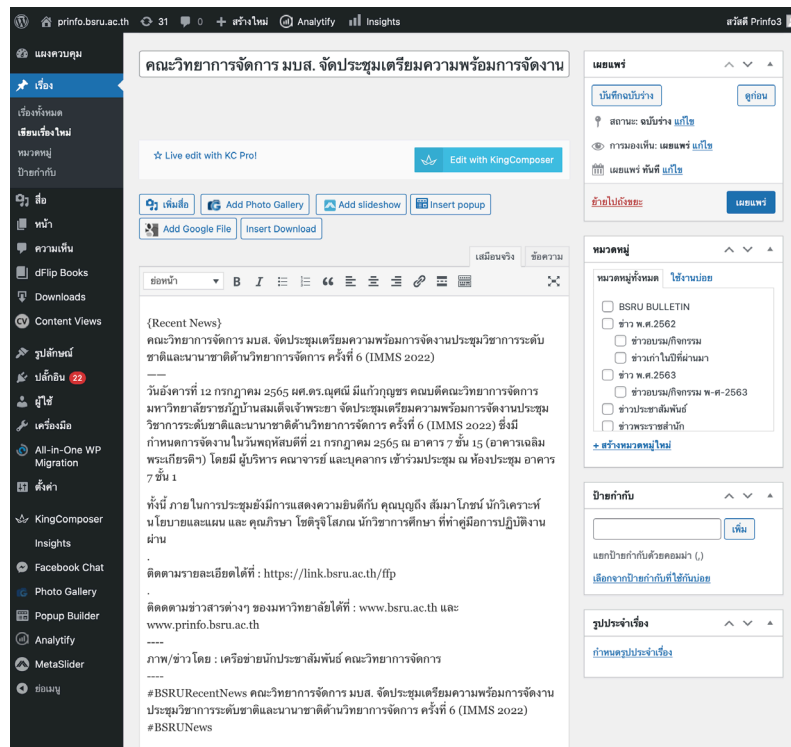 prinfo.bsru.ac.th 31 0 + สร้างใหม่ Analytify Insights สวัสดี Prinfo3
แผงควบคุม
เรื่อง
เรื่องทั้งหมด
เขียนเรื่องใหม่
หมวดหมู่
ป้ายกำกับ
สื่อ
หน้า
ความเห็น
dFlip Books
Downloads
Content Views
รูปลักษณ์
ปลั๊กอิน 22
ผู้ใช้
เครื่องมือ
All-in-One WP
Migration
ตั้งค่า
KingComposer
Insights
Facebook Chat
Photo Gallery
Popup Builder
Analytify
MetaSlider
ย่อเมนู
คณะวิทยาการจัดการ มบส. จัดประชุมเตรียมความพร้อมการจัดงาน
☆ Live edit with KC Pro!
Edit with KingComposer
เพิ่มสื่อ Add Photo Gallery Add slideshow Insert popup
Add Google File Insert Download
เสมือนจริง ข้อความ
ย่อหน้า B I
{Recent News}
คณะวิทยาการจัดการ มบส. จัดประชุมเตรียมความพร้อมการจัดงานประชุมวิชาการระดับ
ชาติและนานาชาติด้านวิทยาการจัดการ ครั้งที่ 6 (IMMS 2022)
——
วันอังคารที่ 12 กรกฎาคม 2565 ผศ.ดร.ณุศณี มีแก้วกุญชร คณบดีคณะวิทยาการจัดการ
มหาวิทยาลัยราชภัฏบ้านสมเด็จเจ้าพระยา จัดประชุมเตรียมความพร้อมการจัดงานประชุม
วิชาการระดับชาติและนานาชาติด้านวิทยาการจัดการ ครั้งที่ 6 (IMMS 2022) ซึ่งมี
กำหนดการจัดงานในวันพฤหัสบดีที่ 21 กรกฎาคม 2565 ณ อาคาร 7 ชั้น 15 (อาคารเฉลิม
พระเกียรติฯ) โดยมี ผู้บริหาร คณาจารย์ และบุคลากร เข้าร่วมประชุม ณ ห้องประชุม อาคาร
7 ชั้น 1
ทั้งนี้ ภายในการประชุมยังมีการแสดงความยินดีกับ คุณบุญถึง สัมมาโภชน์ นักวิเคราะห์
นโยบายและแผน และ คุณภิรษา โชติรุจิโสภณ นักวิชาการศึกษา ที่ทำคู่มือการปฏิบัติงาน
ผ่าน
.
ติดตามรายละเอียดได้ที่ : https://link.bsru.ac.th/ffp
.
ติดดตามข่าวสารต่างๆ ของมหาวิทยาลัยได้ที่ : www.bsru.ac.th และ
www.prinfo.bsru.ac.th
----
ภาพ/ข่าวโดย : เครือข่ายนักประชาสัมพันธ์ คณะวิทยาการจัดการ
----
#BSRURecentNews คณะวิทยาการจัดการ มบส. จัดประชุมเตรียมความพร้อมการจัดงาน
ประชุมวิชาการระดับชาติและนานาชาติด้านวิทยาการจัดการ ครั้งที่ 6 (IMMS 2022)
#BSRUNews
เผยแพร่
บันทึกฉบับร่าง ดูก่อน
สถานะ: ฉบับร่าง แก้ไข
การมองเห็น: เผยแพร่ แก้ไข
เผยแพร่ ทันที แก้ไข
ย้ายไปถังขยะ เผยแพร่
หมวดหมู่
หมวดหมู่ทั้งหมด ใช้งานบ่อย
BSRU BULLETIN
ข่าว พ.ศ.2562
ข่าวอบรม/กิจกรรม
ข่าวเก่าในปีที่ผ่านมา
ข่าว พ.ศ.2563
ข่าวอบรม/กิจกรรม พ-ศ-2563
ข่าวประชาสัมพันธ์
ข่าวพระราชสำนัก
+ สร้างหมวดหมู่ใหม่
ป้ายกำกับ
เพิ่ม
แยกป้ายกำกับด้วยคอมม่า (,)
เลือกจากป้ายกำกับที่ใช้กันบ่อย
รูปประจำเรื่อง
กำหนดรูปประจำเรื่อง